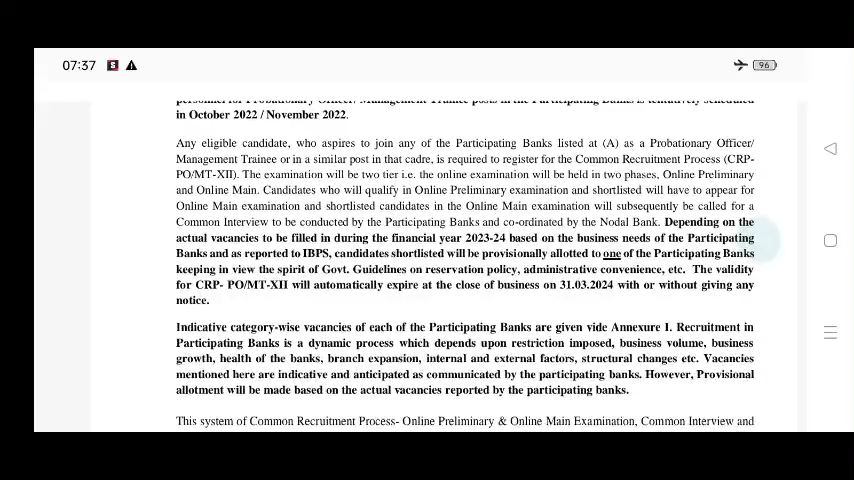 07:37
96
personnel for Probationary Officer/ Management Trainee posts in the Participating Banks is tentatively scheduled
in October 2022 / November 2022.
Any eligible candidate, who aspires to join any of the Participating Banks listed at (A) as a Probationary Officer/
Management Trainee or in a similar post in that cadre, is required to register for the Common Recruitment Process (CRP-
PO/MT-XII). The examination will be two tier i.e. the online examination will be held in two phases, Online Preliminary
and Online Main. Candidates who will qualify in Online Preliminary examination and shortlisted will have to appear for
Online Main examination and shortlisted candidates in the Online Main examination will subsequently be called for a
Common Interview to be conducted by the Participating Banks and co-ordinated by the Nodal Bank. Depending on the
actual vacancies to be filled in during the financial year 2023-24 based on the business needs of the Participating
Banks and as reported to IBPS, candidates shortlisted will be provisionally allotted to one of the Participating Banks
keeping in view the spirit of Govt. Guidelines on reservation policy, administrative convenience, etc. The validity
for CRP- PO/MT-XII will automatically expire at the close of business on 31.03.2024 with or without giving any
notice.
Indicative category-wise vacancies of each of the Participating Banks are given vide Annexure I. Recruitment in
Participating Banks is a dynamic process which depends upon restriction imposed, business volume, business
growth, health of the banks, branch expansion, internal and external factors, structural changes etc. Vacancies
mentioned here are indicative and anticipated as communicated by the participating banks. However, Provisional
allotment will be made based on the actual vacancies reported by the participating banks.
This system of Common Recruitment Process- Online Preliminary & Online Main Examination, Common Interview and